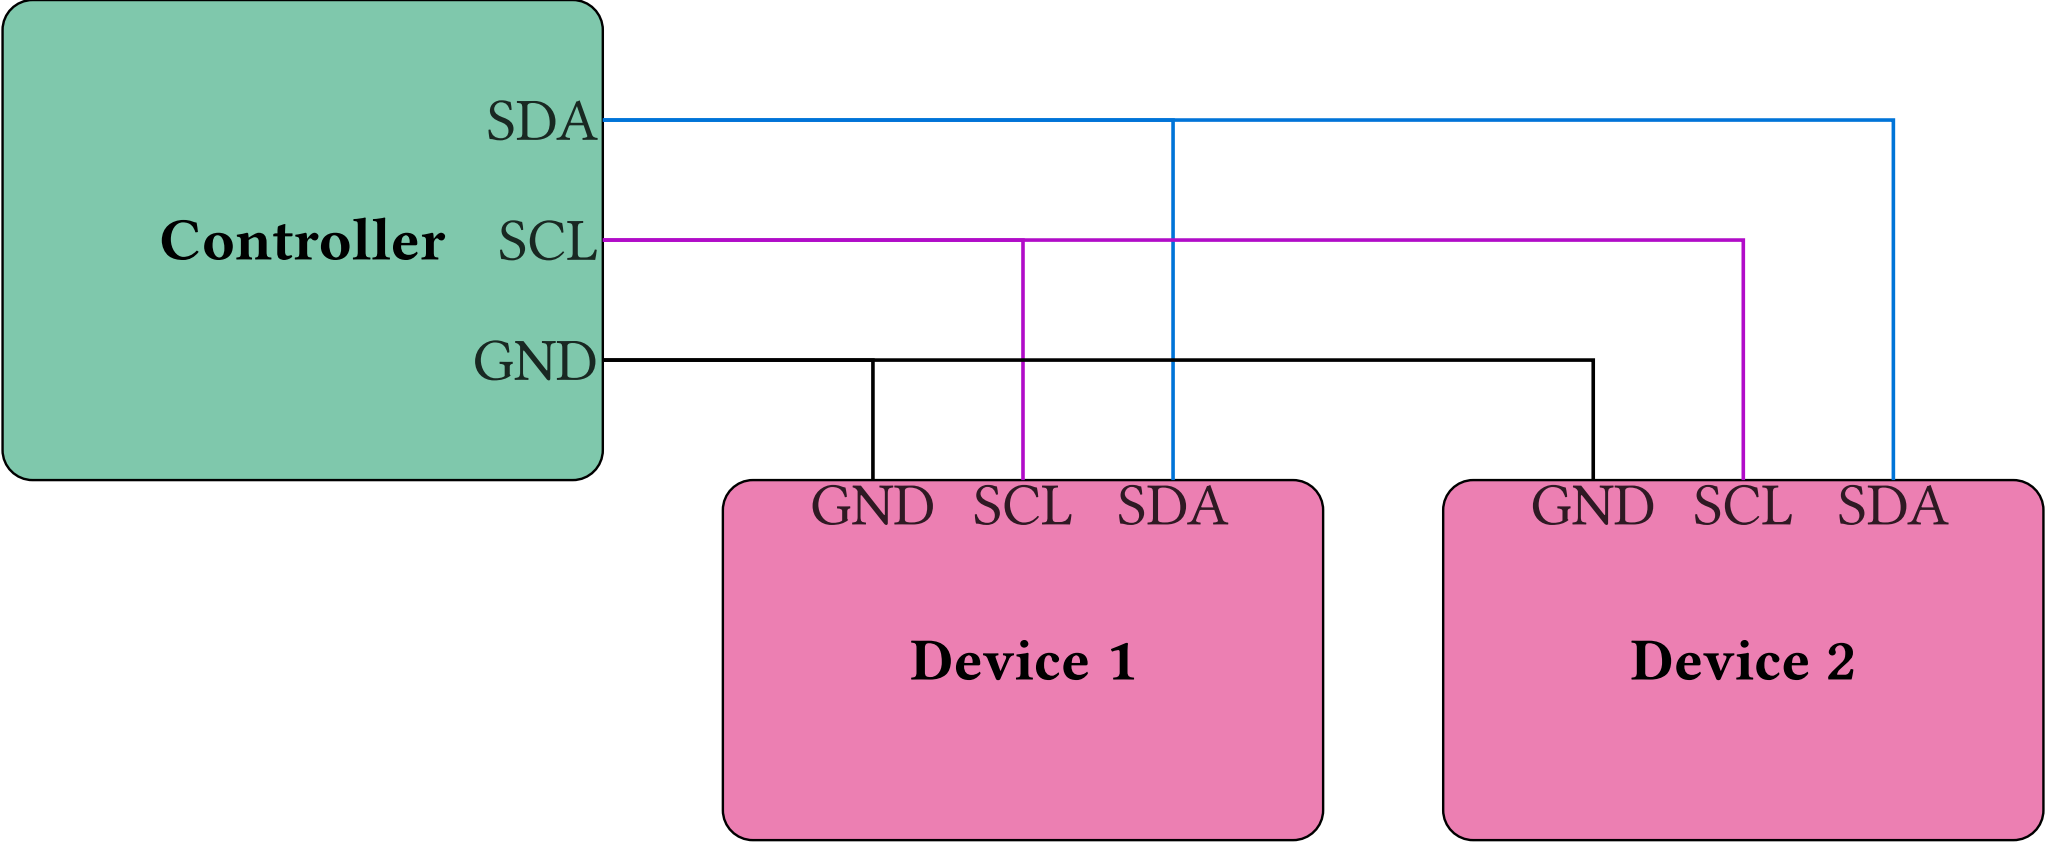 SDA
Controller SCL
GND
GND SCL SDA
Device 1
GND SCL SDA
Device 2